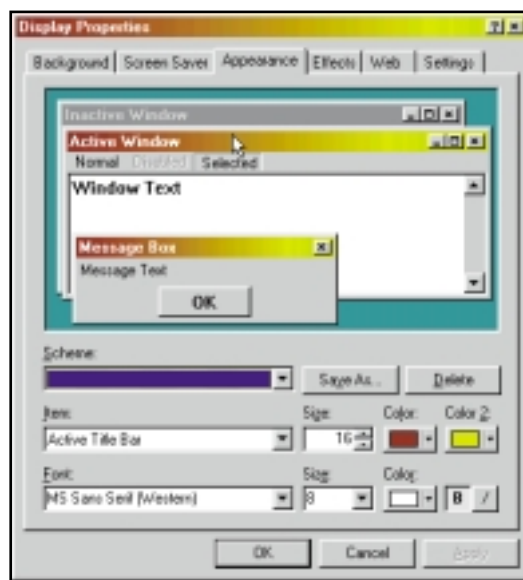 Display Properties
Background Screen Saver Appearance Effects Web Settings
Inactive Window
Active Window
Normal Disabled Selected
Window Text
Message Box
Message Text
OK
Scheme:
Save As... Delete
Item: Size: Color: Color 2:
Active Title Bar 16
Font: Size: Color:
MS Sans Serif (Western) 8 B /
OK Cancel Apply